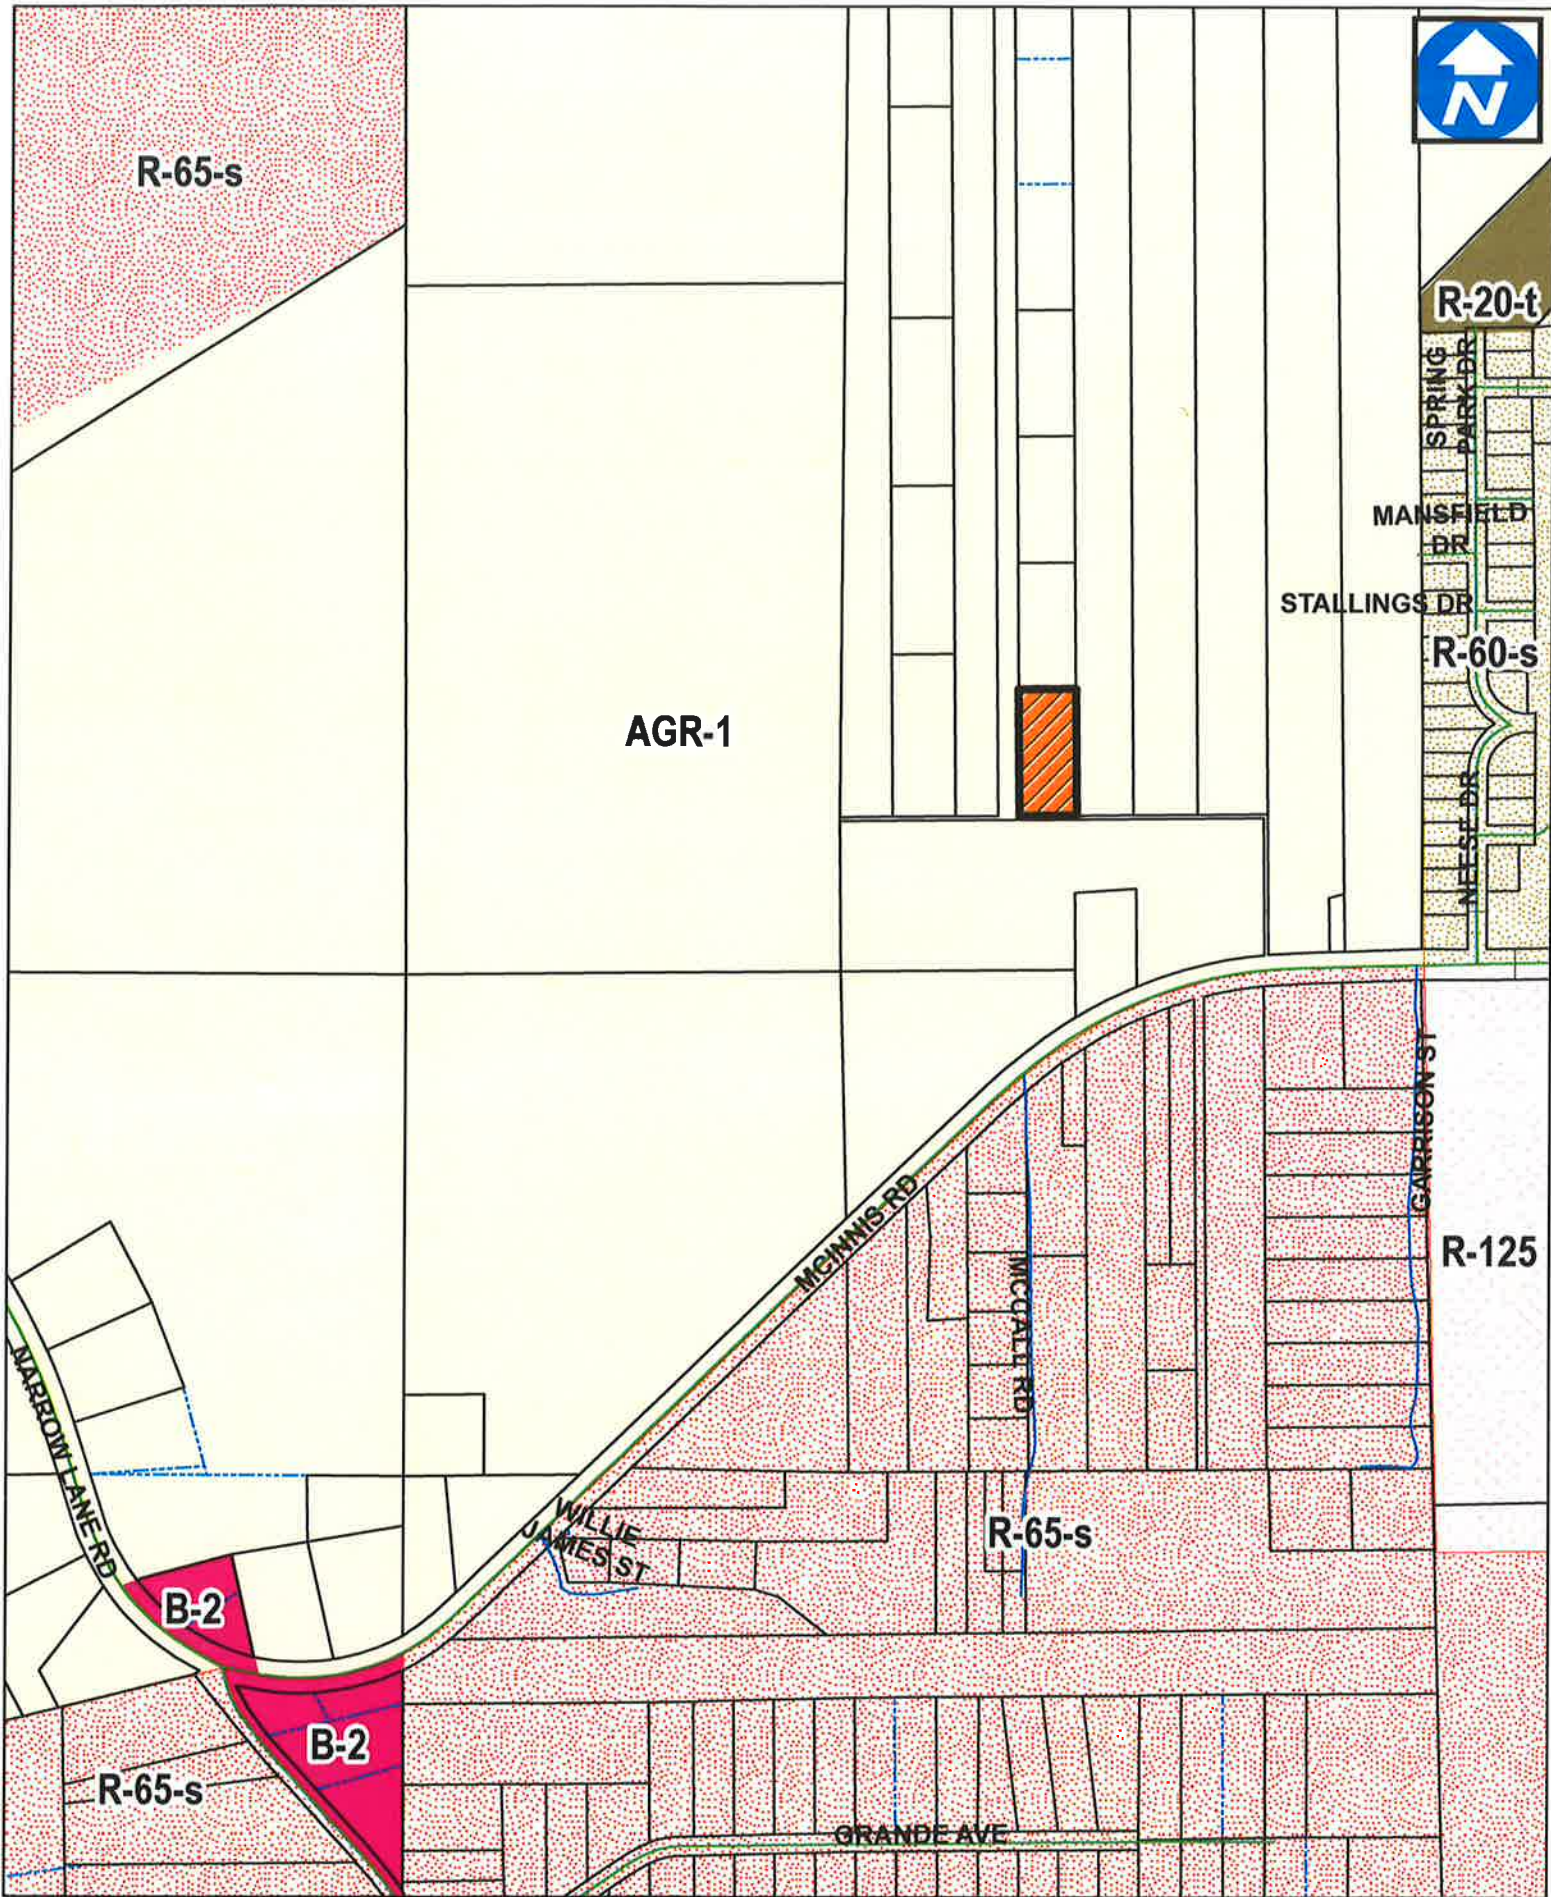 N
R-65-s
R-20-t
SPRING
PARK DR
MANSFIELD
DR
STALLINGS DR
R-60-s
AGR-1
NEESE DR
GARRISON ST
MCINNIS RD
R-125
MCCALL RD
NARROW LANE RD
WILLIE
JAMES ST
R-65-s
B-2
B-2
R-65-s
GRANDE AVE